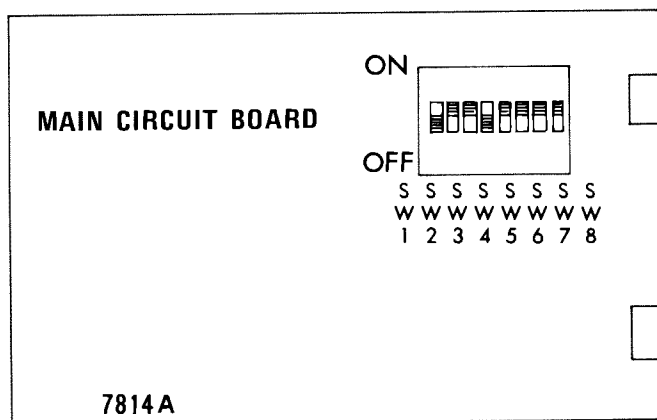 ON
MAIN CIRCUIT BOARD
OFF
S S S S S S S S
W W W W W W W W
1 2 3 4 5 6 7 8
7814A